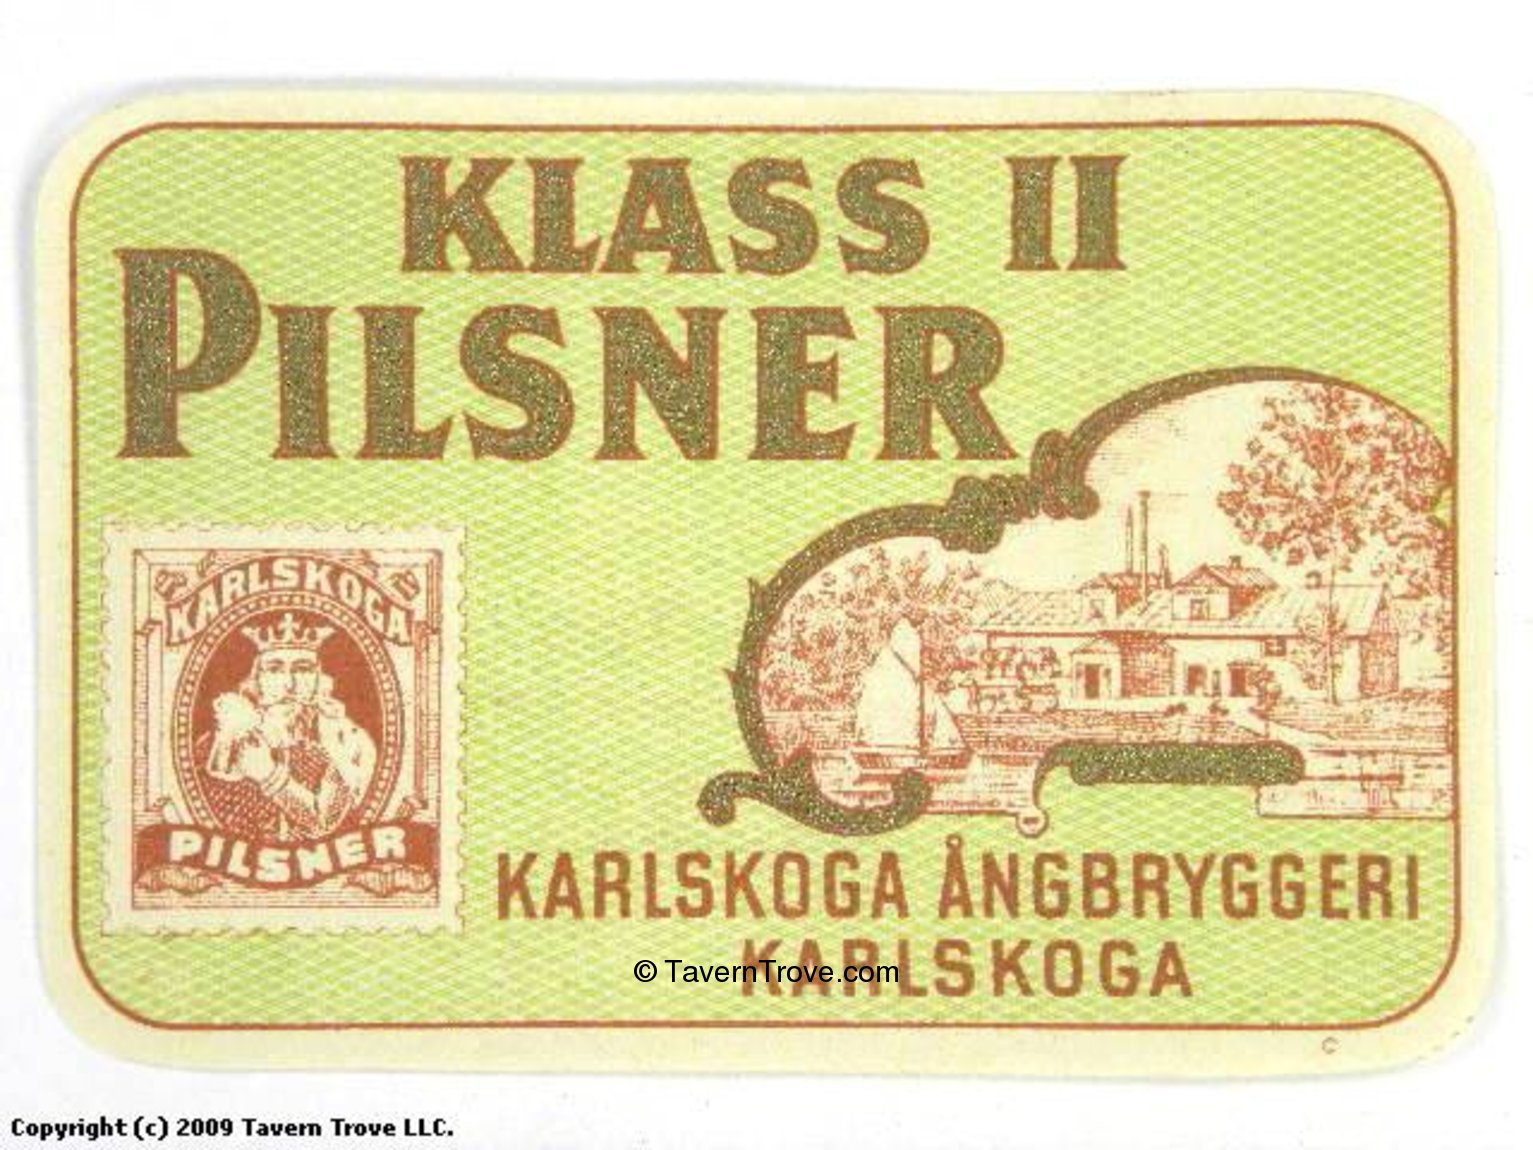 KLASS II
PILSNER
KARLSKOGA
PILSNER
KARLSKOGA ÅNGBRYGGERI
KARLSKOGA
© TavernTrove.com
C
Copyright (c) 2009 Tavern Trove LLC.